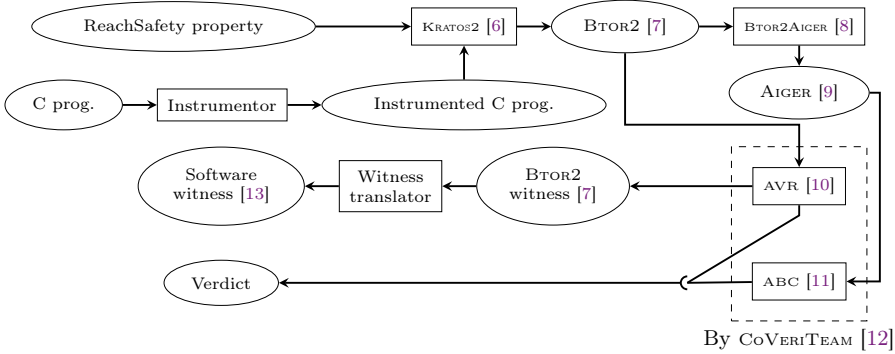 ReachSafety property
Kratos2 [6]
Btor2 [7]
Btor2Aiger [8]
C prog.
Instrumentor
Instrumented C prog.
Aiger [9]
Software
witness [13]
Witness
translator
Btor2
witness [7]
AVR [10]
Verdict
ABC [11]
By CoVeriTeam [12]